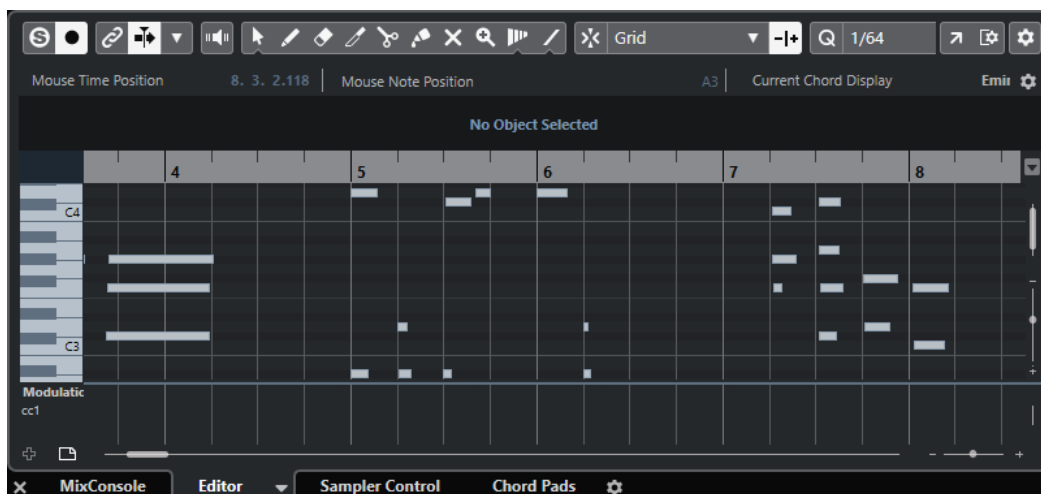 S Grid Q 1/64
Mouse Time Position 8. 3. 2.118 Mouse Note Position A3 Current Chord Display Emi
No Object Selected
4 5 6 7 8
C4
C3
Modulatic
cc1
MixConsole Editor Sampler Control Chord Pads